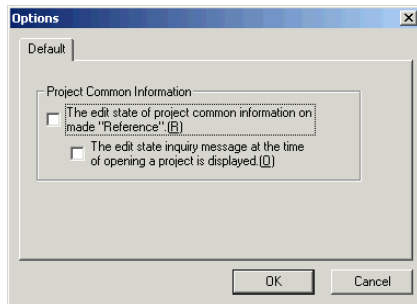 Options
Default
Project Common Information
The edit state of project common information on
made "Reference".(R)
The edit state inquiry message at the time
of opening a project is displayed.(O)
OK
Cancel